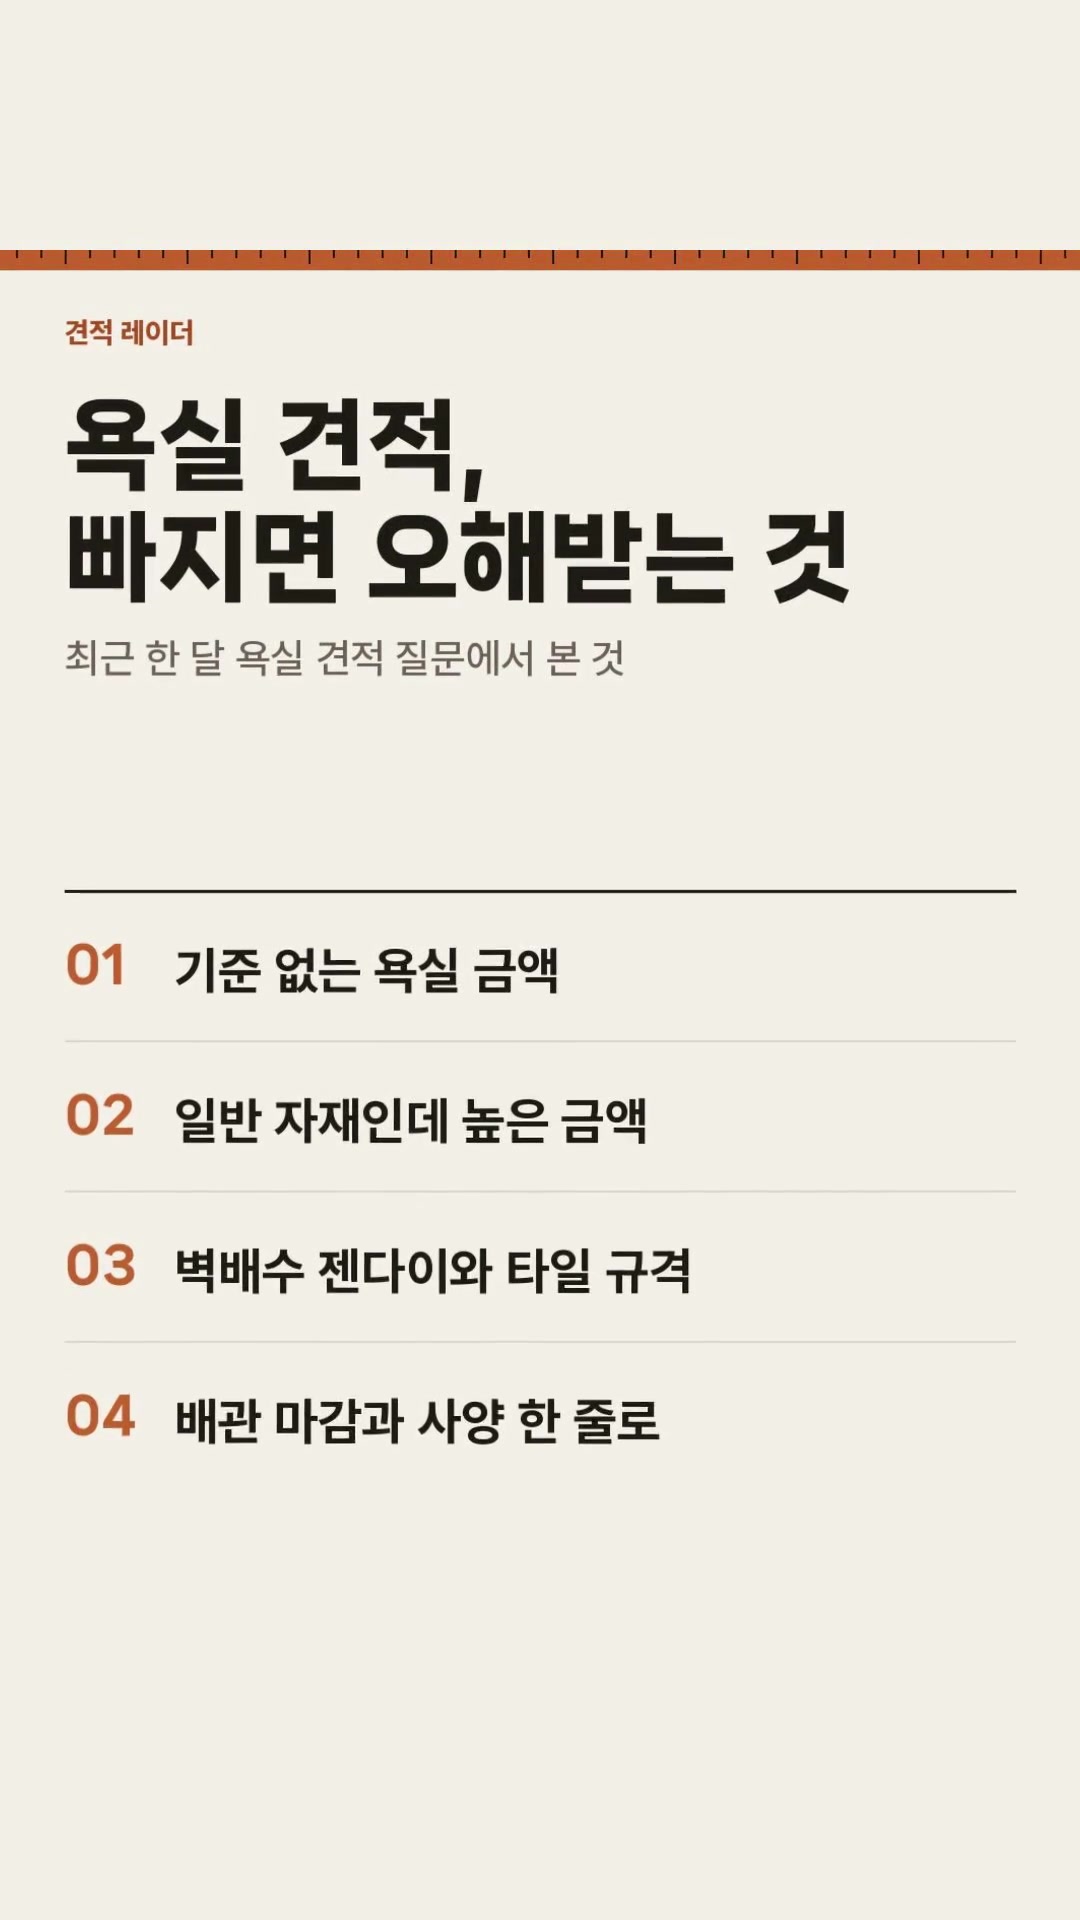 견적 레이더
욕실 견적,
빠지면 오해받는 것
최근 한 달 욕실 견적 질문에서 본 것
01 기준 없는 욕실 금액
02 일반 자재인데 높은 금액
03 벽배수 젠다이와 타일 규격
04 배관 마감과 사양 한 줄로